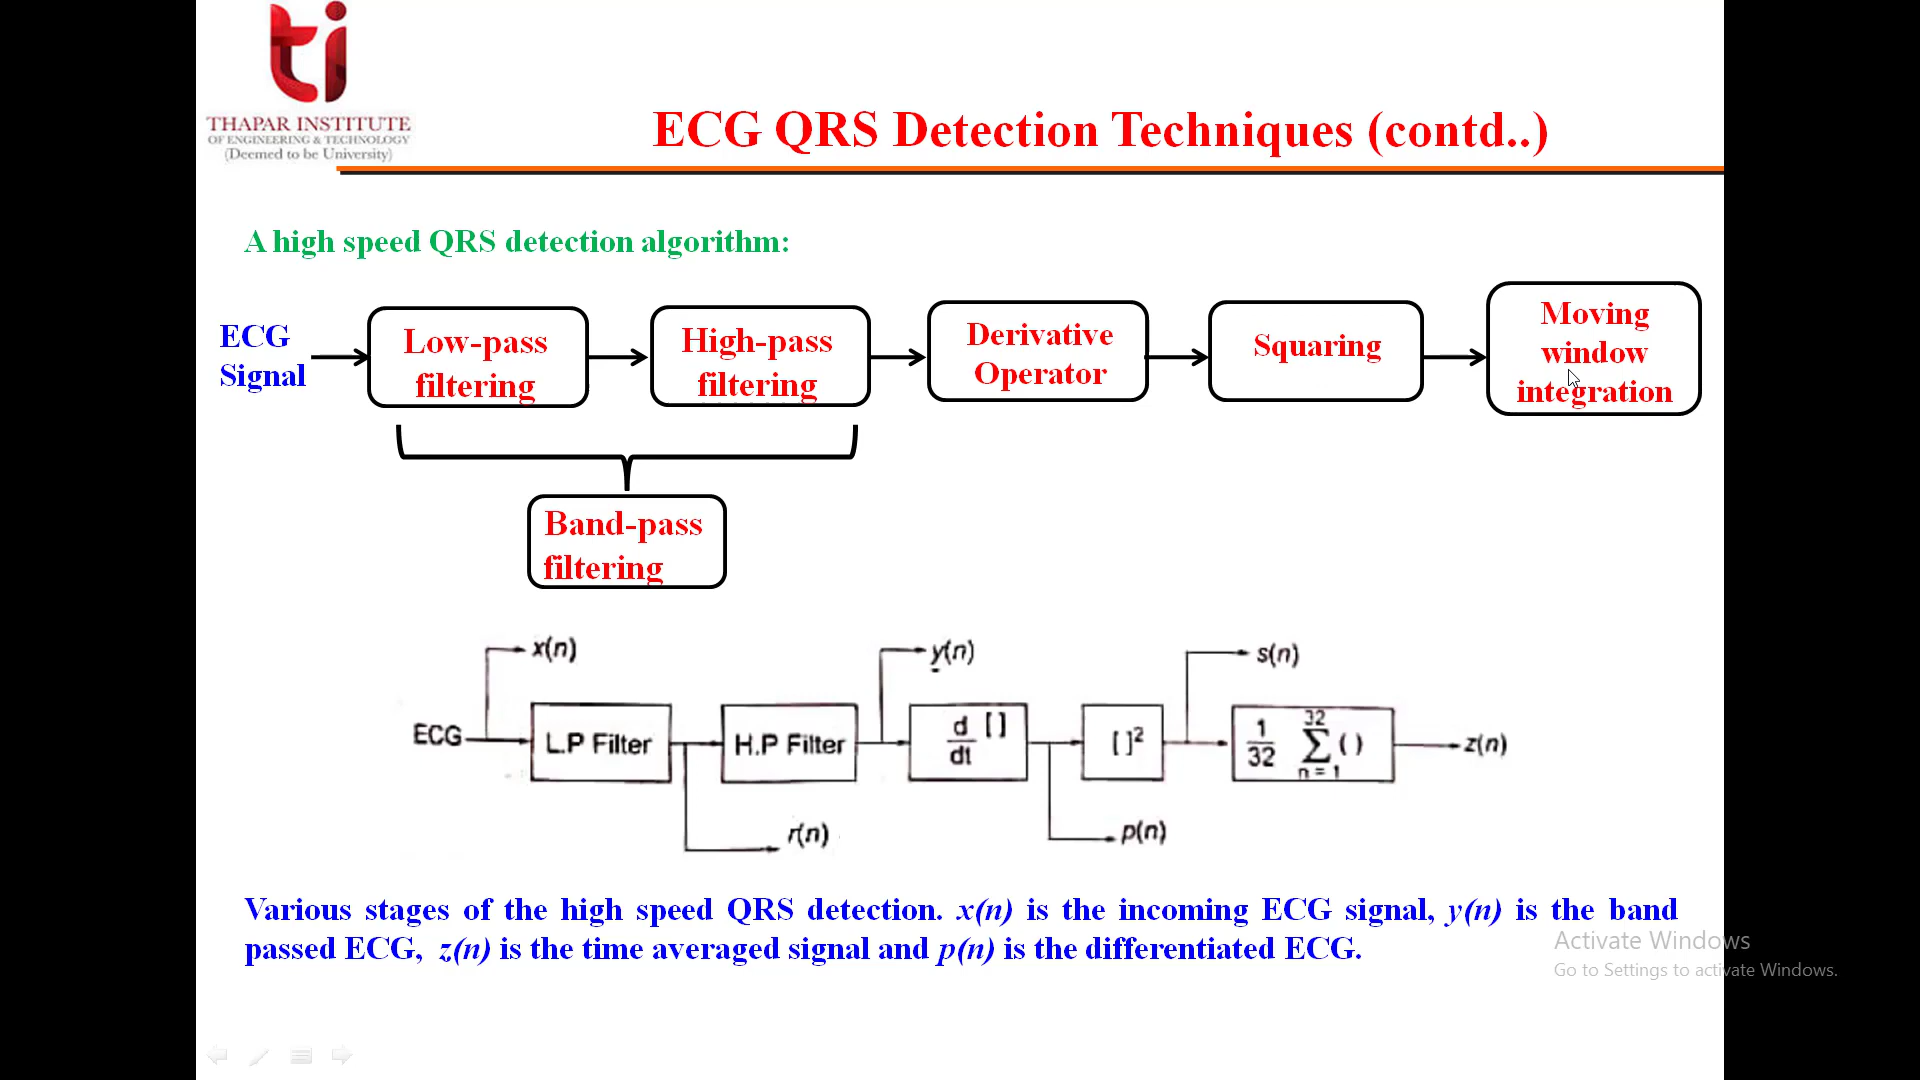 THAPAR INSTITUTE
OF ENGINEERING & TECHNOLOGY
(Deemed to be University)
ECG QRS Detection Techniques (contd..)
A high speed QRS detection algorithm:
ECG
Signal
Low-pass
filtering
High-pass
filtering
Derivative
Operator
Squaring
Moving
window
integration
Band-pass
filtering
x(n)
y(n)
s(n)
ECG
L.P Filter
H.P Filter
d/dt []
[]²
1/32 32 Σ n = 1 ()
z(n)
r(n)
p(n)
Various stages of the high speed QRS detection. x(n) is the incoming ECG signal, y(n) is the band
passed ECG, z(n) is the time averaged signal and p(n) is the differentiated ECG.
Activate Windows
Go to Settings to activate Windows.